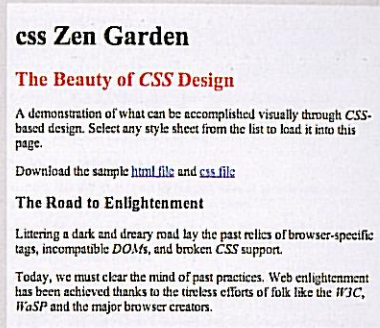 css Zen Garden
The Beauty of CSS Design
A demonstration of what can be accomplished visually through CSS-
based design. Select any style sheet from the list to load it into this
page.
Download the sample html file and css file
The Road to Enlightenment
Littering a dark and dreary road lay the past relics of browser-specific
tags, incompatible DOMs, and broken CSS support.
Today, we must clear the mind of past practices. Web enlightenment
has been achieved thanks to the tireless efforts of folk like the W3C,
WaSP and the major browser creators.